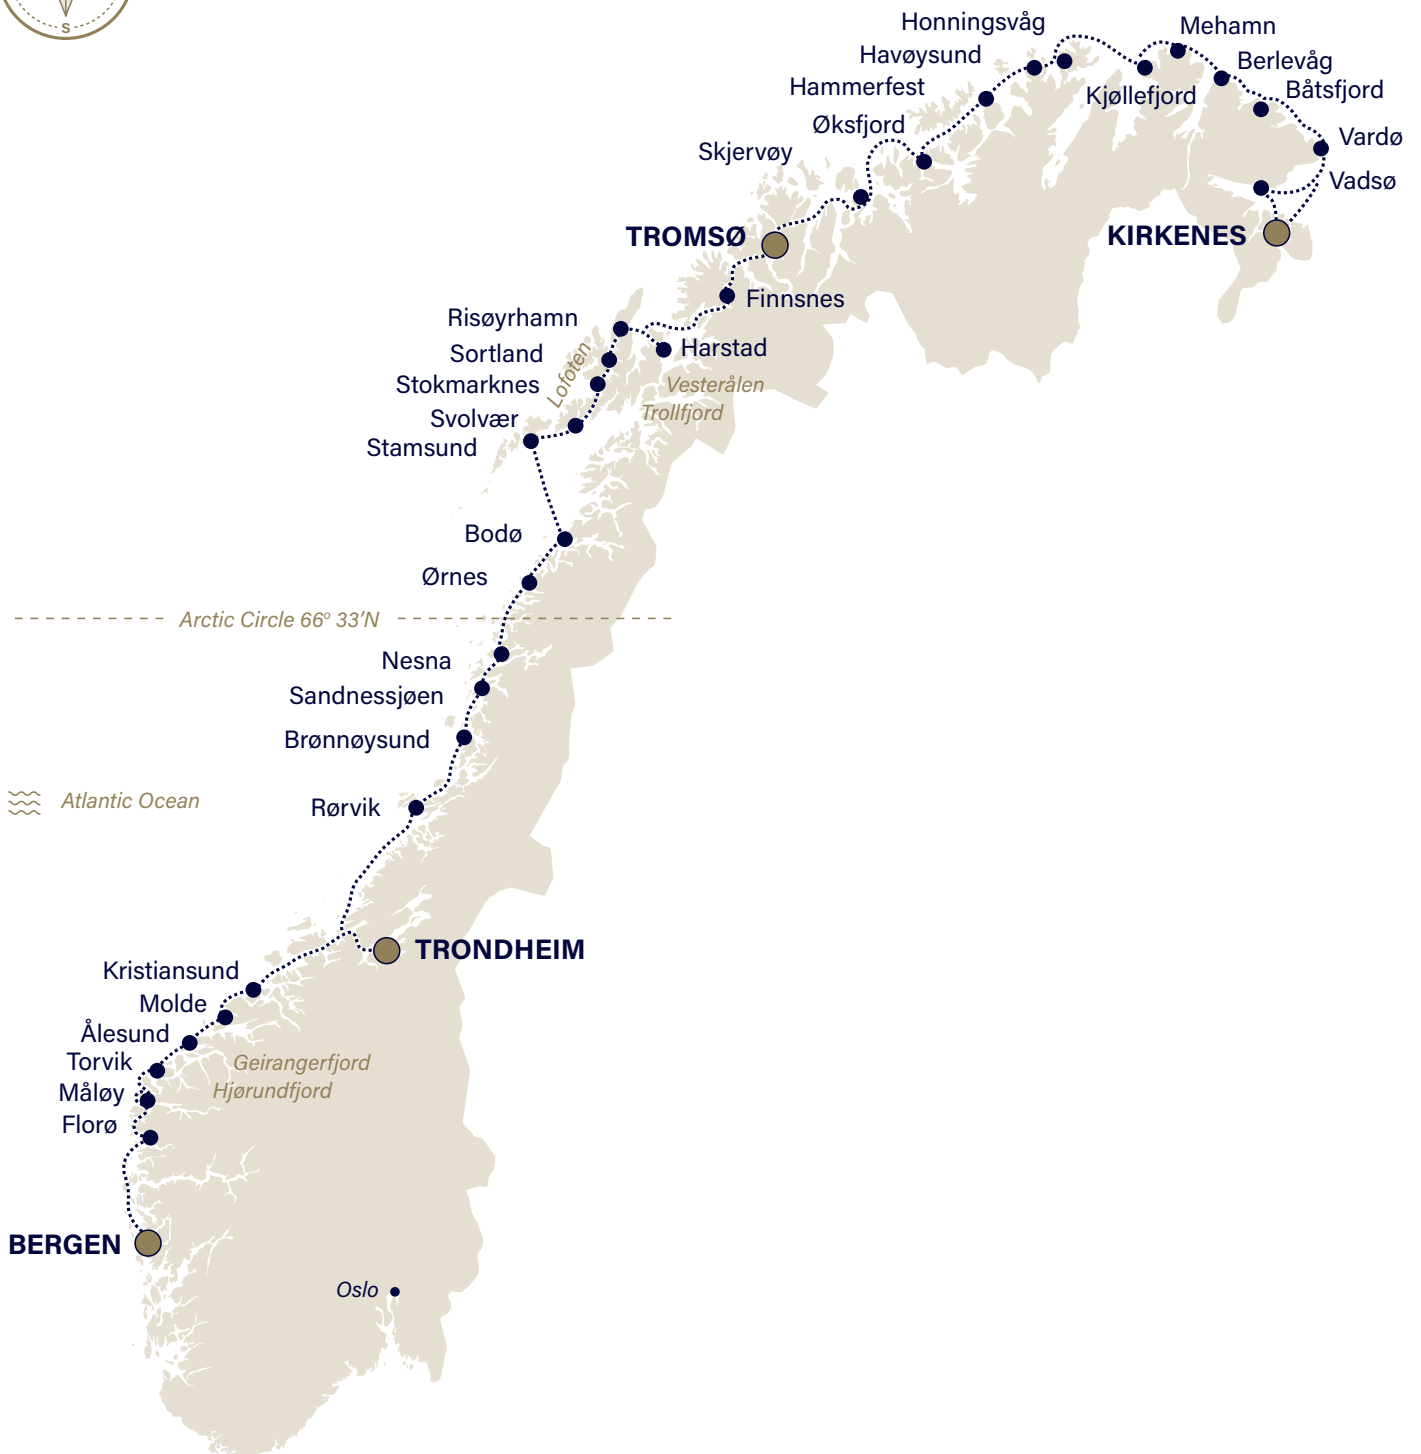 Honningsvåg
Mehamn
Havøysund
Berlevåg
Hammerfest
Kjøllefjord
Båtsfjord
Øksfjord
Vardø
Skjervøy
Vadsø
TROMSØ
KIRKENES
Finnsnes
Risøyrhamn
Harstad
Sortland
Lofoten
Stokmarknes
Vesterålen
Trollfjord
Svolvær
Stamsund
Bodø
Ørnes
Arctic Circle 66º 33’N
Nesna
Sandnessjøen
Brønnøysund
Atlantic Ocean
Rørvik
TRONDHEIM
Kristiansund
Molde
Ålesund
Torvik
Geirangerfjord
Måløy
Hjørundfjord
Florø
BERGEN
Oslo
S